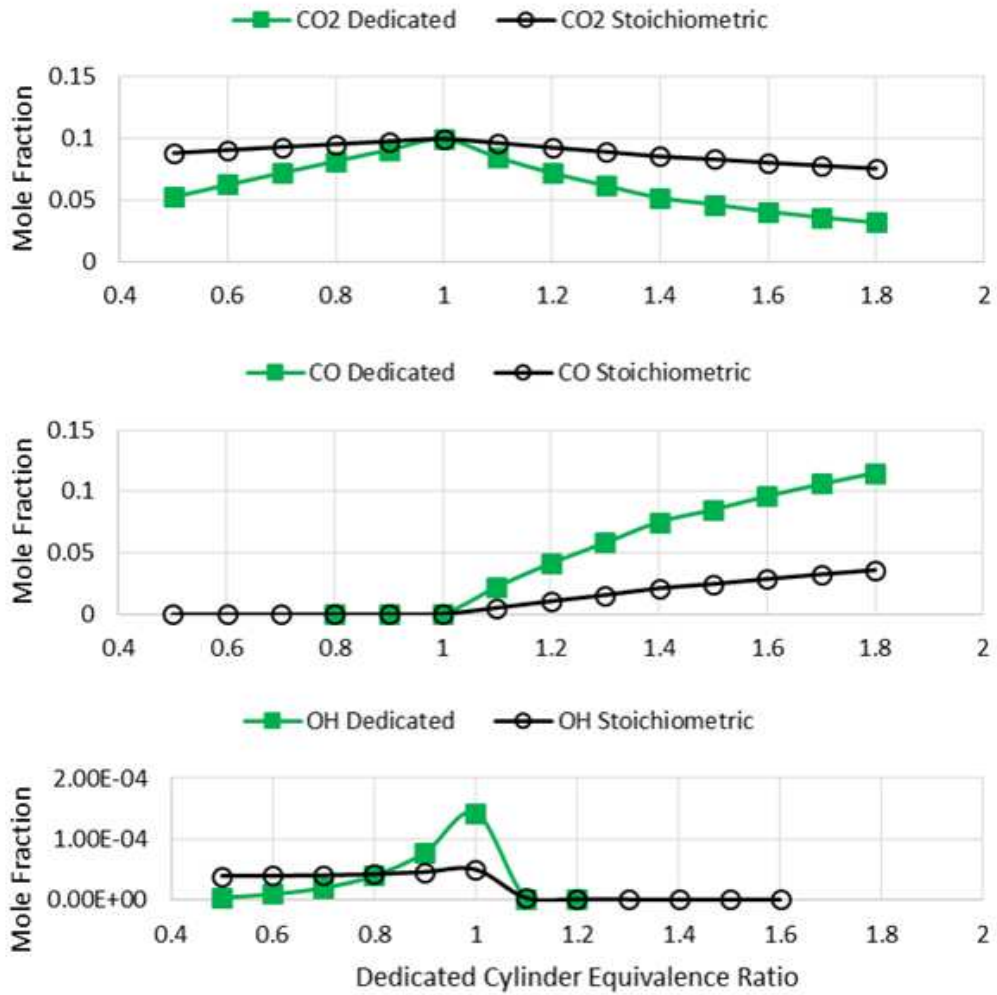 CO2 Dedicated CO2 Stoichiometric
0.15
0.1
0.05
0
Mole Fraction
0.4 0.6 0.8 1 1.2 1.4 1.6 1.8 2
CO Dedicated CO Stoichiometric
0.15
0.1
0.05
0
Mole Fraction
0.4 0.6 0.8 1 1.2 1.4 1.6 1.8 2
OH Dedicated OH Stoichiometric
2.00E-04
1.00E-04
0.00E+00
Mole Fraction
0.4 0.6 0.8 1 1.2 1.4 1.6 1.8 2
Dedicated Cylinder Equivalence Ratio